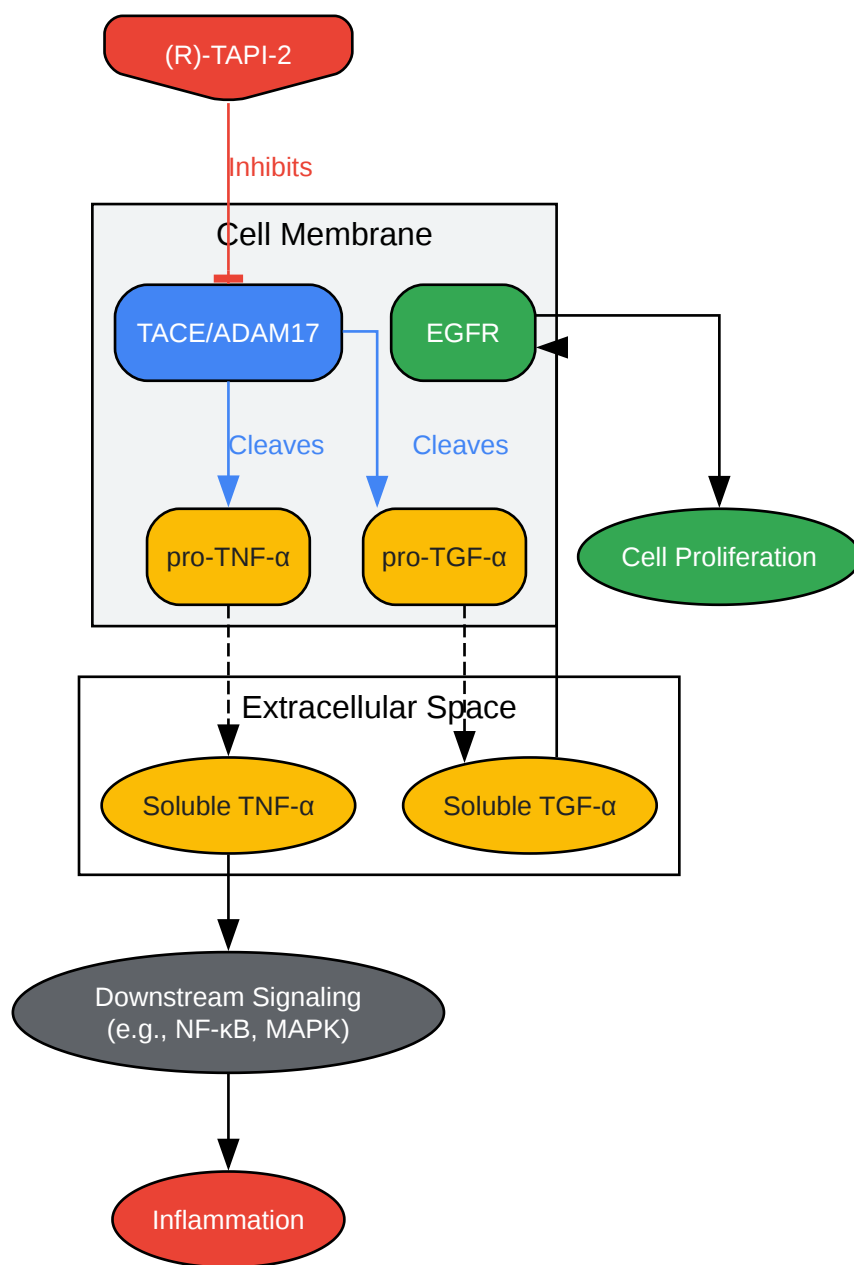 (R)-TAPI-2
Inhibits
Cell Membrane
TACE/ADAM17
EGFR
Cleaves
Cleaves
pro-TNF-α
pro-TGF-α
Cell Proliferation
Extracellular Space
Soluble TNF-α
Soluble TGF-α
Downstream Signaling
(e.g., NF-κB, MAPK)
Inflammation